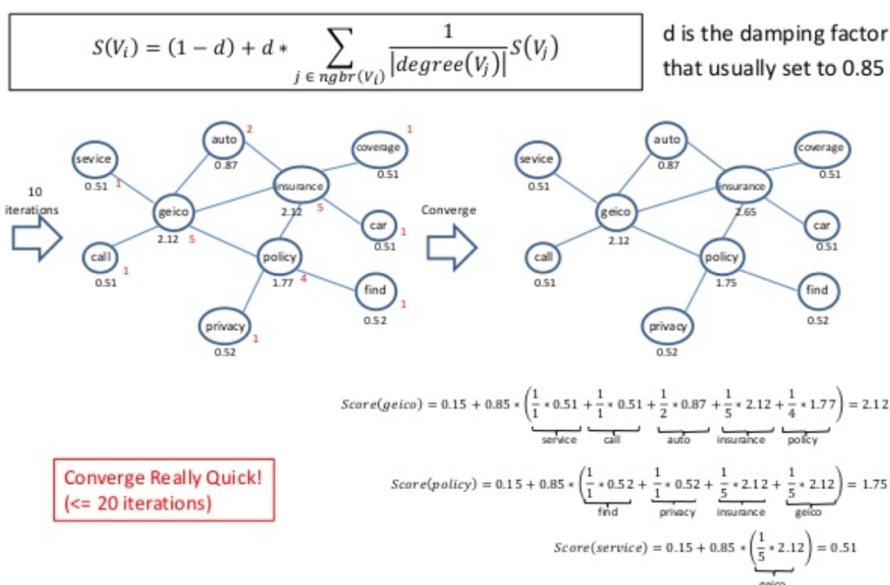 S(Vᵢ) = (1 − d) + d * ∑_{j ∈ ngbr(Vᵢ)} 1/|degree(Vⱼ)| S(Vⱼ)
d is the damping factor
that usually set to 0.85
10
iterations
sevice
0.51
1
auto
2
0.87
coverage
1
0.51
geico
2.12
5
insurance
2.12
5
car
1
0.51
call
1
0.51
policy
1.77
4
find
1
0.52
privacy
1
0.52
Converge
sevice
0.51
auto
0.87
coverage
0.51
geico
2.12
insurance
2.65
car
0.51
call
0.51
policy
1.75
find
0.52
privacy
0.52
Score(geico) = 0.15 + 0.85 * (1/1 * 0.51 + 1/1 * 0.51 + 1/2 * 0.87 + 1/5 * 2.12 + 1/4 * 1.77) = 2.12
service call auto insurance policy
Converge Really Quick!
(<= 20 iterations)
Score(policy) = 0.15 + 0.85 * (1/1 * 0.52 + 1/1 * 0.52 + 1/5 * 2.12 + 1/5 * 2.12) = 1.75
find privacy insurance geico
Score(service) = 0.15 + 0.85 * (1/5 * 2.12) = 0.51
geico